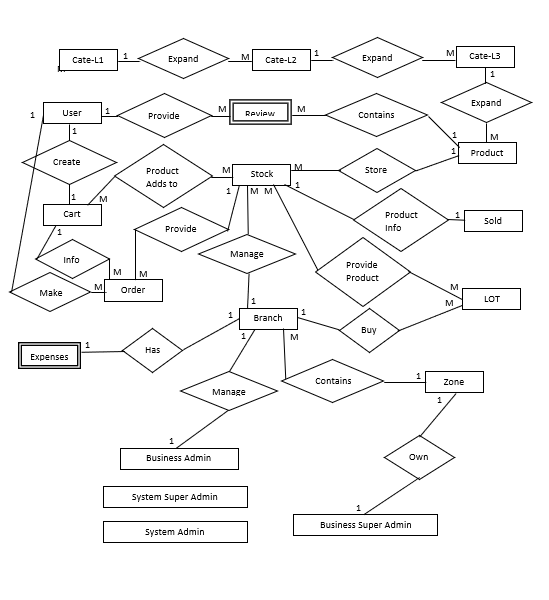 Cate-L1 1 Expand M Cate-L2 1 Expand M Cate-L3
1
Expand
1 User 1 Provide M Review M Contains
1 1 M
Create Product M Stock M Store 1 Product
Adds to
1 M 1 M M 1
Cart Product 1 Sold
Info
1 Provide
Info Manage Provide
Product
M M M
Make M Order LOT
1 M
1 Branch 1 Buy
1 M
Expenses 1 Has
Manage Contains 1 Zone
1
1
Business Admin Own
System Super Admin
1
System Admin Business Super Admin